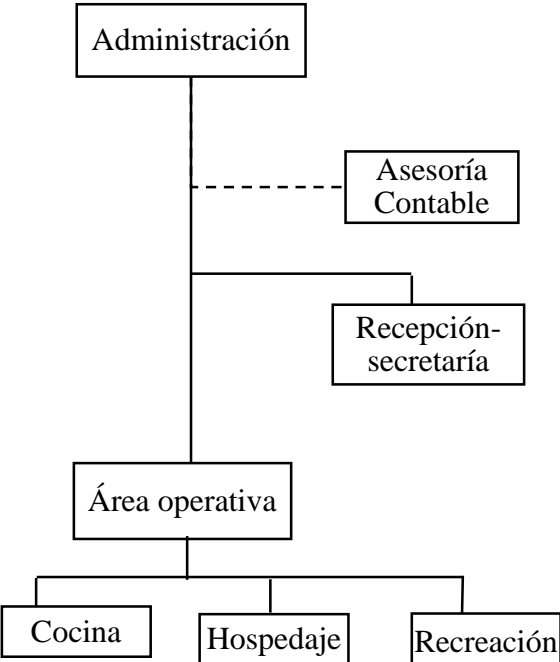 Administración
Asesoría
Contable
Recepción-
secretaría
Área operativa
Cocina
Hospedaje
Recreación